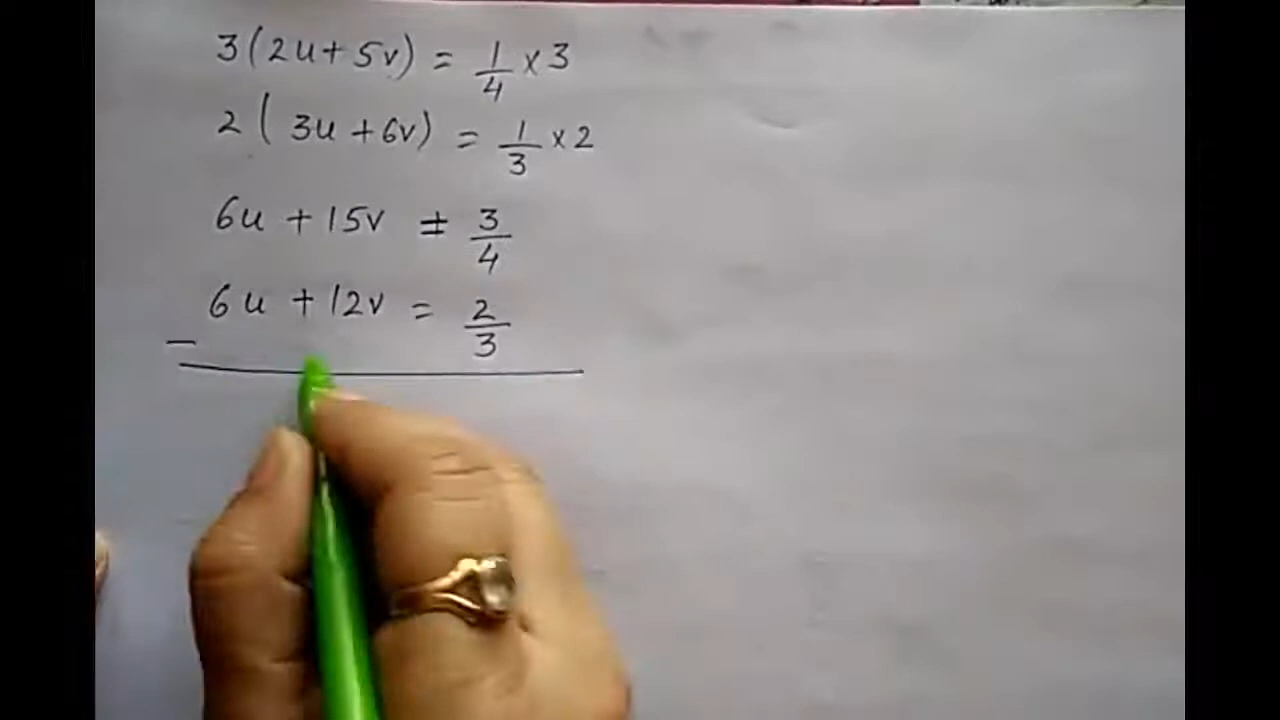 3(2u+5v) = 1/4 × 3
2(3u+6v) = 1/3 × 2
6u + 15v ± 3/4
6u + 12v = 2/3
−